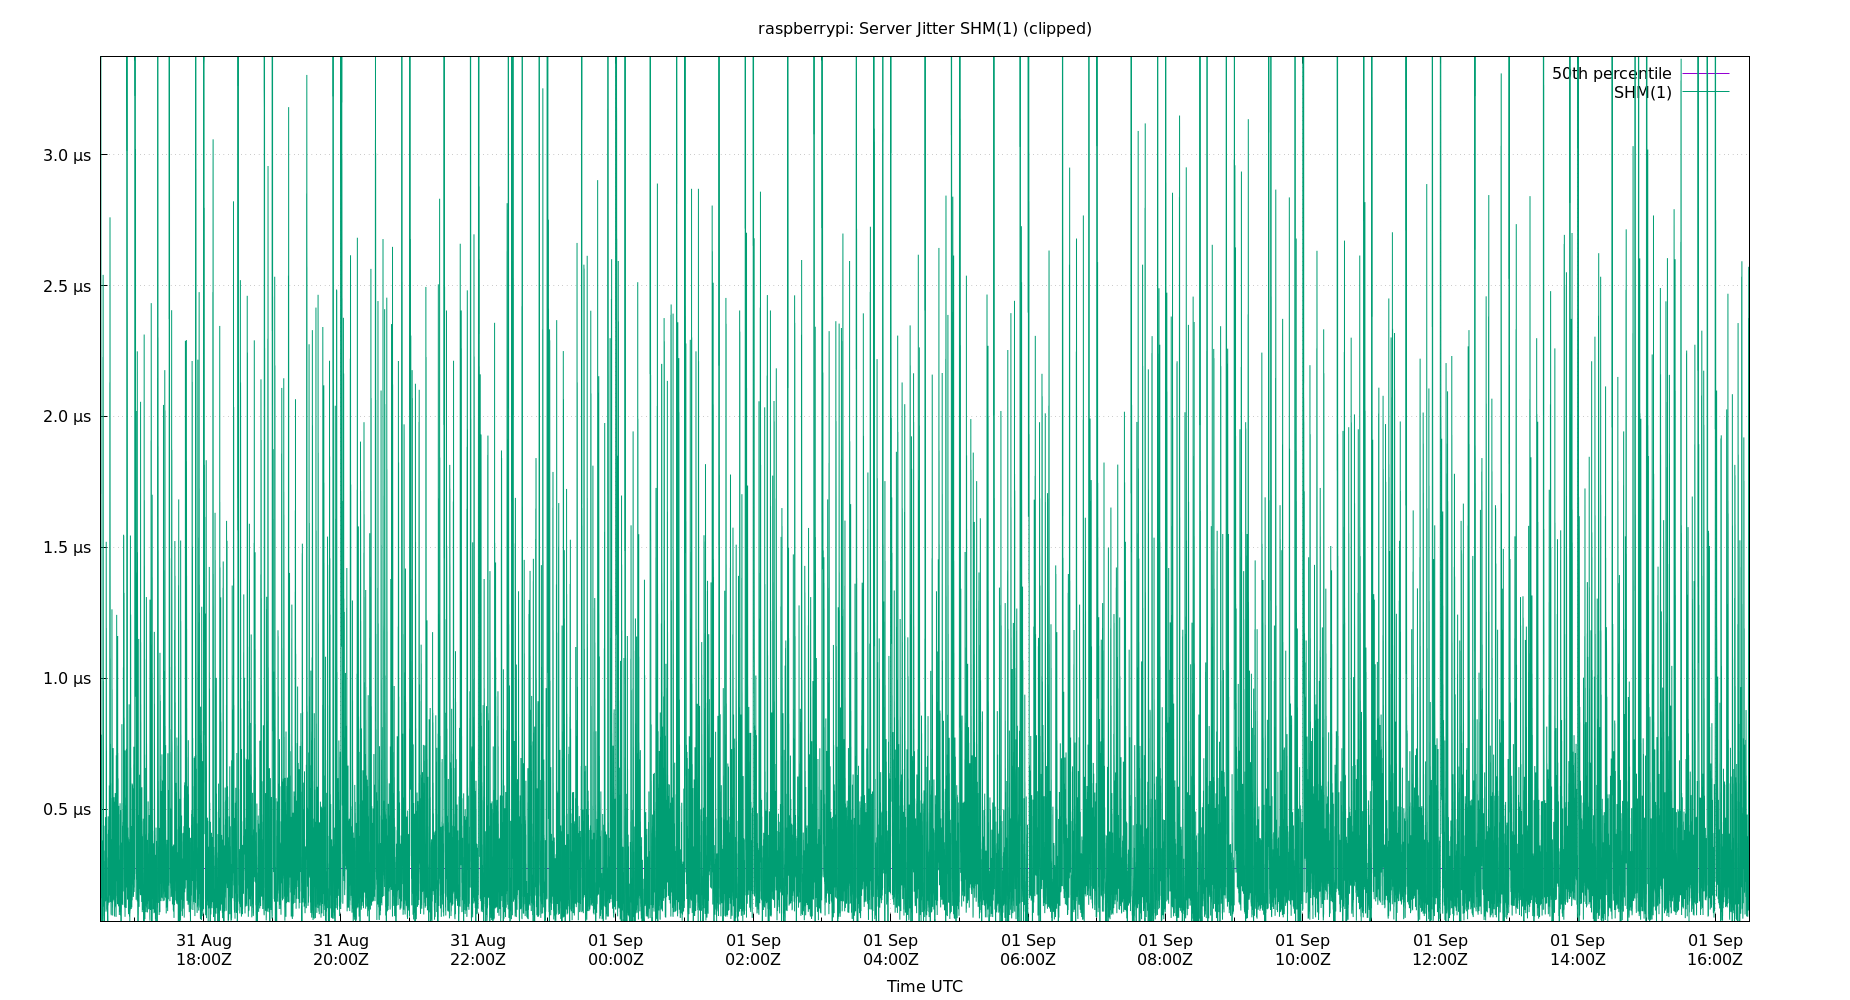 raspberrypi: Server Jitter SHM(1) (clipped)
50th percentile
SHM(1)
3.0 µs
2.5 µs
2.0 µs
1.5 µs
1.0 µs
0.5 µs
31 Aug 31 Aug 31 Aug 01 Sep 01 Sep 01 Sep 01 Sep 01 Sep 01 Sep 01 Sep 01 Sep 01 Sep
18:00Z 20:00Z 22:00Z 00:00Z 02:00Z 04:00Z 06:00Z 08:00Z 10:00Z 12:00Z 14:00Z 16:00Z
Time UTC